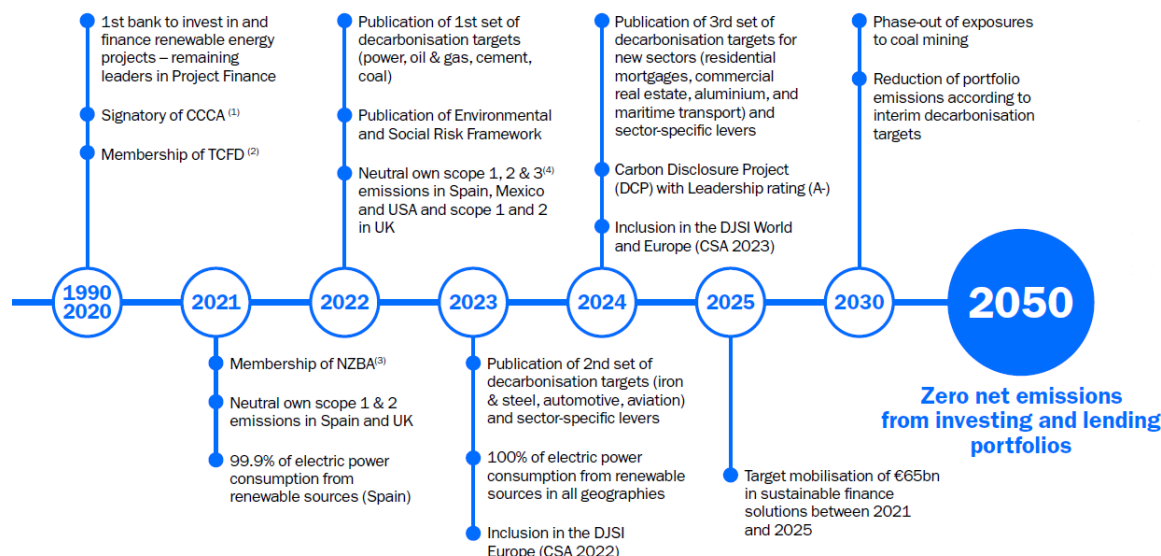 1st bank to invest in and
finance renewable energy
projects – remaining
leaders in Project Finance
Signatory of CCCA (1)
Membership of TCFD (2)
1990
2020
2021
Membership of NZBA(3)
Neutral own scope 1 & 2
emissions in Spain and UK
99.9% of electric power
consumption from
renewable sources (Spain)
Publication of 1st set of
decarbonisation targets
(power, oil & gas, cement,
coal)
Publication of Environmental
and Social Risk Framework
Neutral own scope 1, 2 & 3(4)
emissions in Spain, Mexico
and USA and scope 1 and 2
in UK
2022
2023
Publication of 2nd set of
decarbonisation targets (iron
& steel, automotive, aviation)
and sector-specific levers
100% of electric power
consumption from renewable
sources in all geographies
Inclusion in the DJSI
Europe (CSA 2022)
Publication of 3rd set of
decarbonisation targets for
new sectors (residential
mortgages, commercial
real estate, aluminium, and
maritime transport) and
sector-specific levers
Carbon Disclosure Project
(DCP) with Leadership rating (A-)
Inclusion in the DJSI World
and Europe (CSA 2023)
2024
2025
Target mobilisation of €65bn
in sustainable finance
solutions between 2021
and 2025
Phase-out of exposures
to coal mining
Reduction of portfolio
emissions according to
interim decarbonisation
targets
2030
2050
Zero net emissions
from investing and lending
portfolios